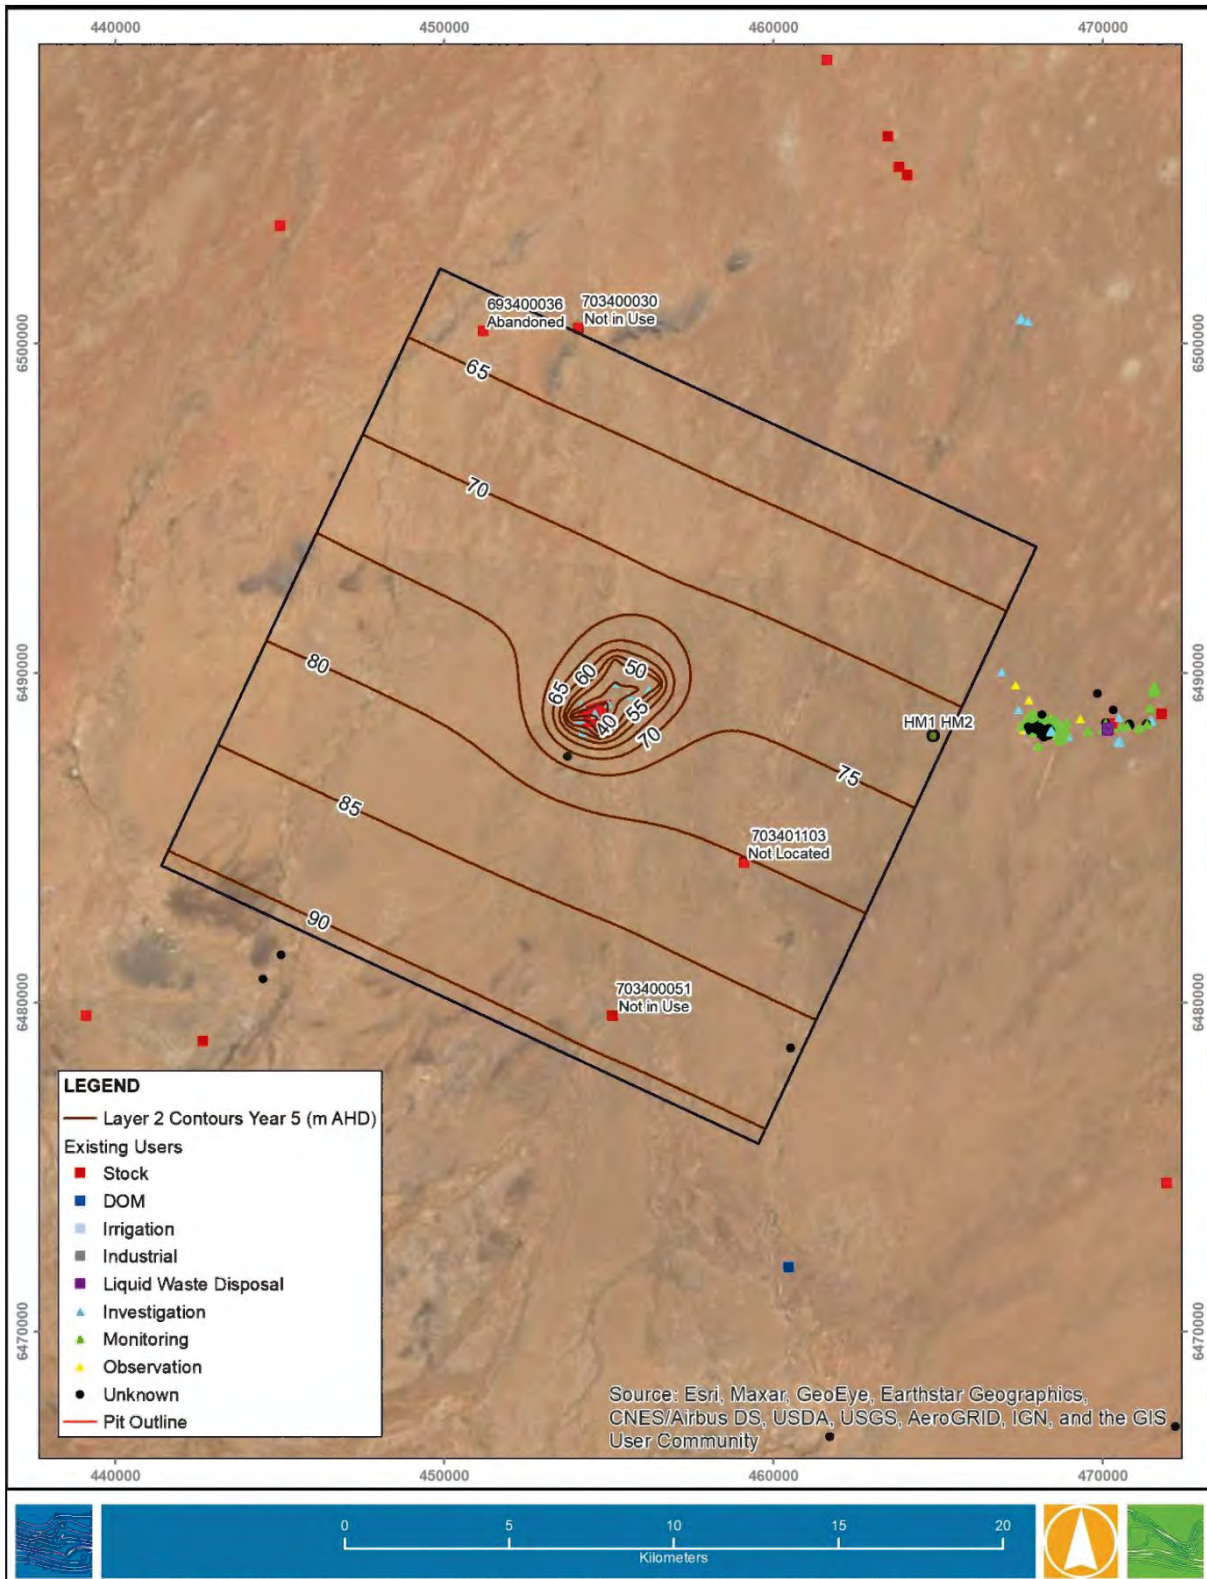 440000
450000
460000
470000
6500000
6500000
693400036
Abandoned
703400030
Not in Use
65
70
80
60
50
65
55
40
70
75
6490000
6490000
HM1 HM2
85
703401103
Not Located
90
703400051
Not in Use
6480000
6480000
6470000
6470000
LEGEND
Layer 2 Contours Year 5 (m AHD)
Existing Users
Stock
DOM
Irrigation
Industrial
Liquid Waste Disposal
Investigation
Monitoring
Observation
Unknown
Pit Outline
Source: Esri, Maxar, GeoEye, Earthstar Geographics,
CNES/Airbus DS, USDA, USGS, AeroGRID, IGN, and the GIS
User Community
440000
450000
460000
470000
0
5
10
15
20
Kilometers